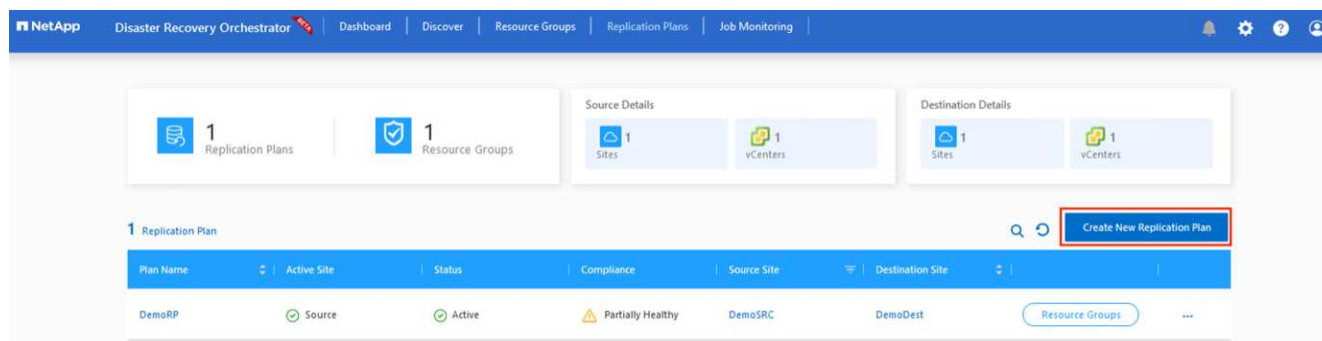 NetApp Disaster Recovery Orchestrator Dashboard Discover Resource Groups Replication Plans Job Monitoring
Source Details Destination Details
1 Replication Plans
1 Resource Groups
1 Sites
1 vCenters
1 Sites
1 vCenters
1 Replication Plan Create New Replication Plan
Plan Name Active Site Status Compliance Source Site Destination Site
DemoRP Source Active Partially Healthy DemoSRC DemoDest Resource Groups ...